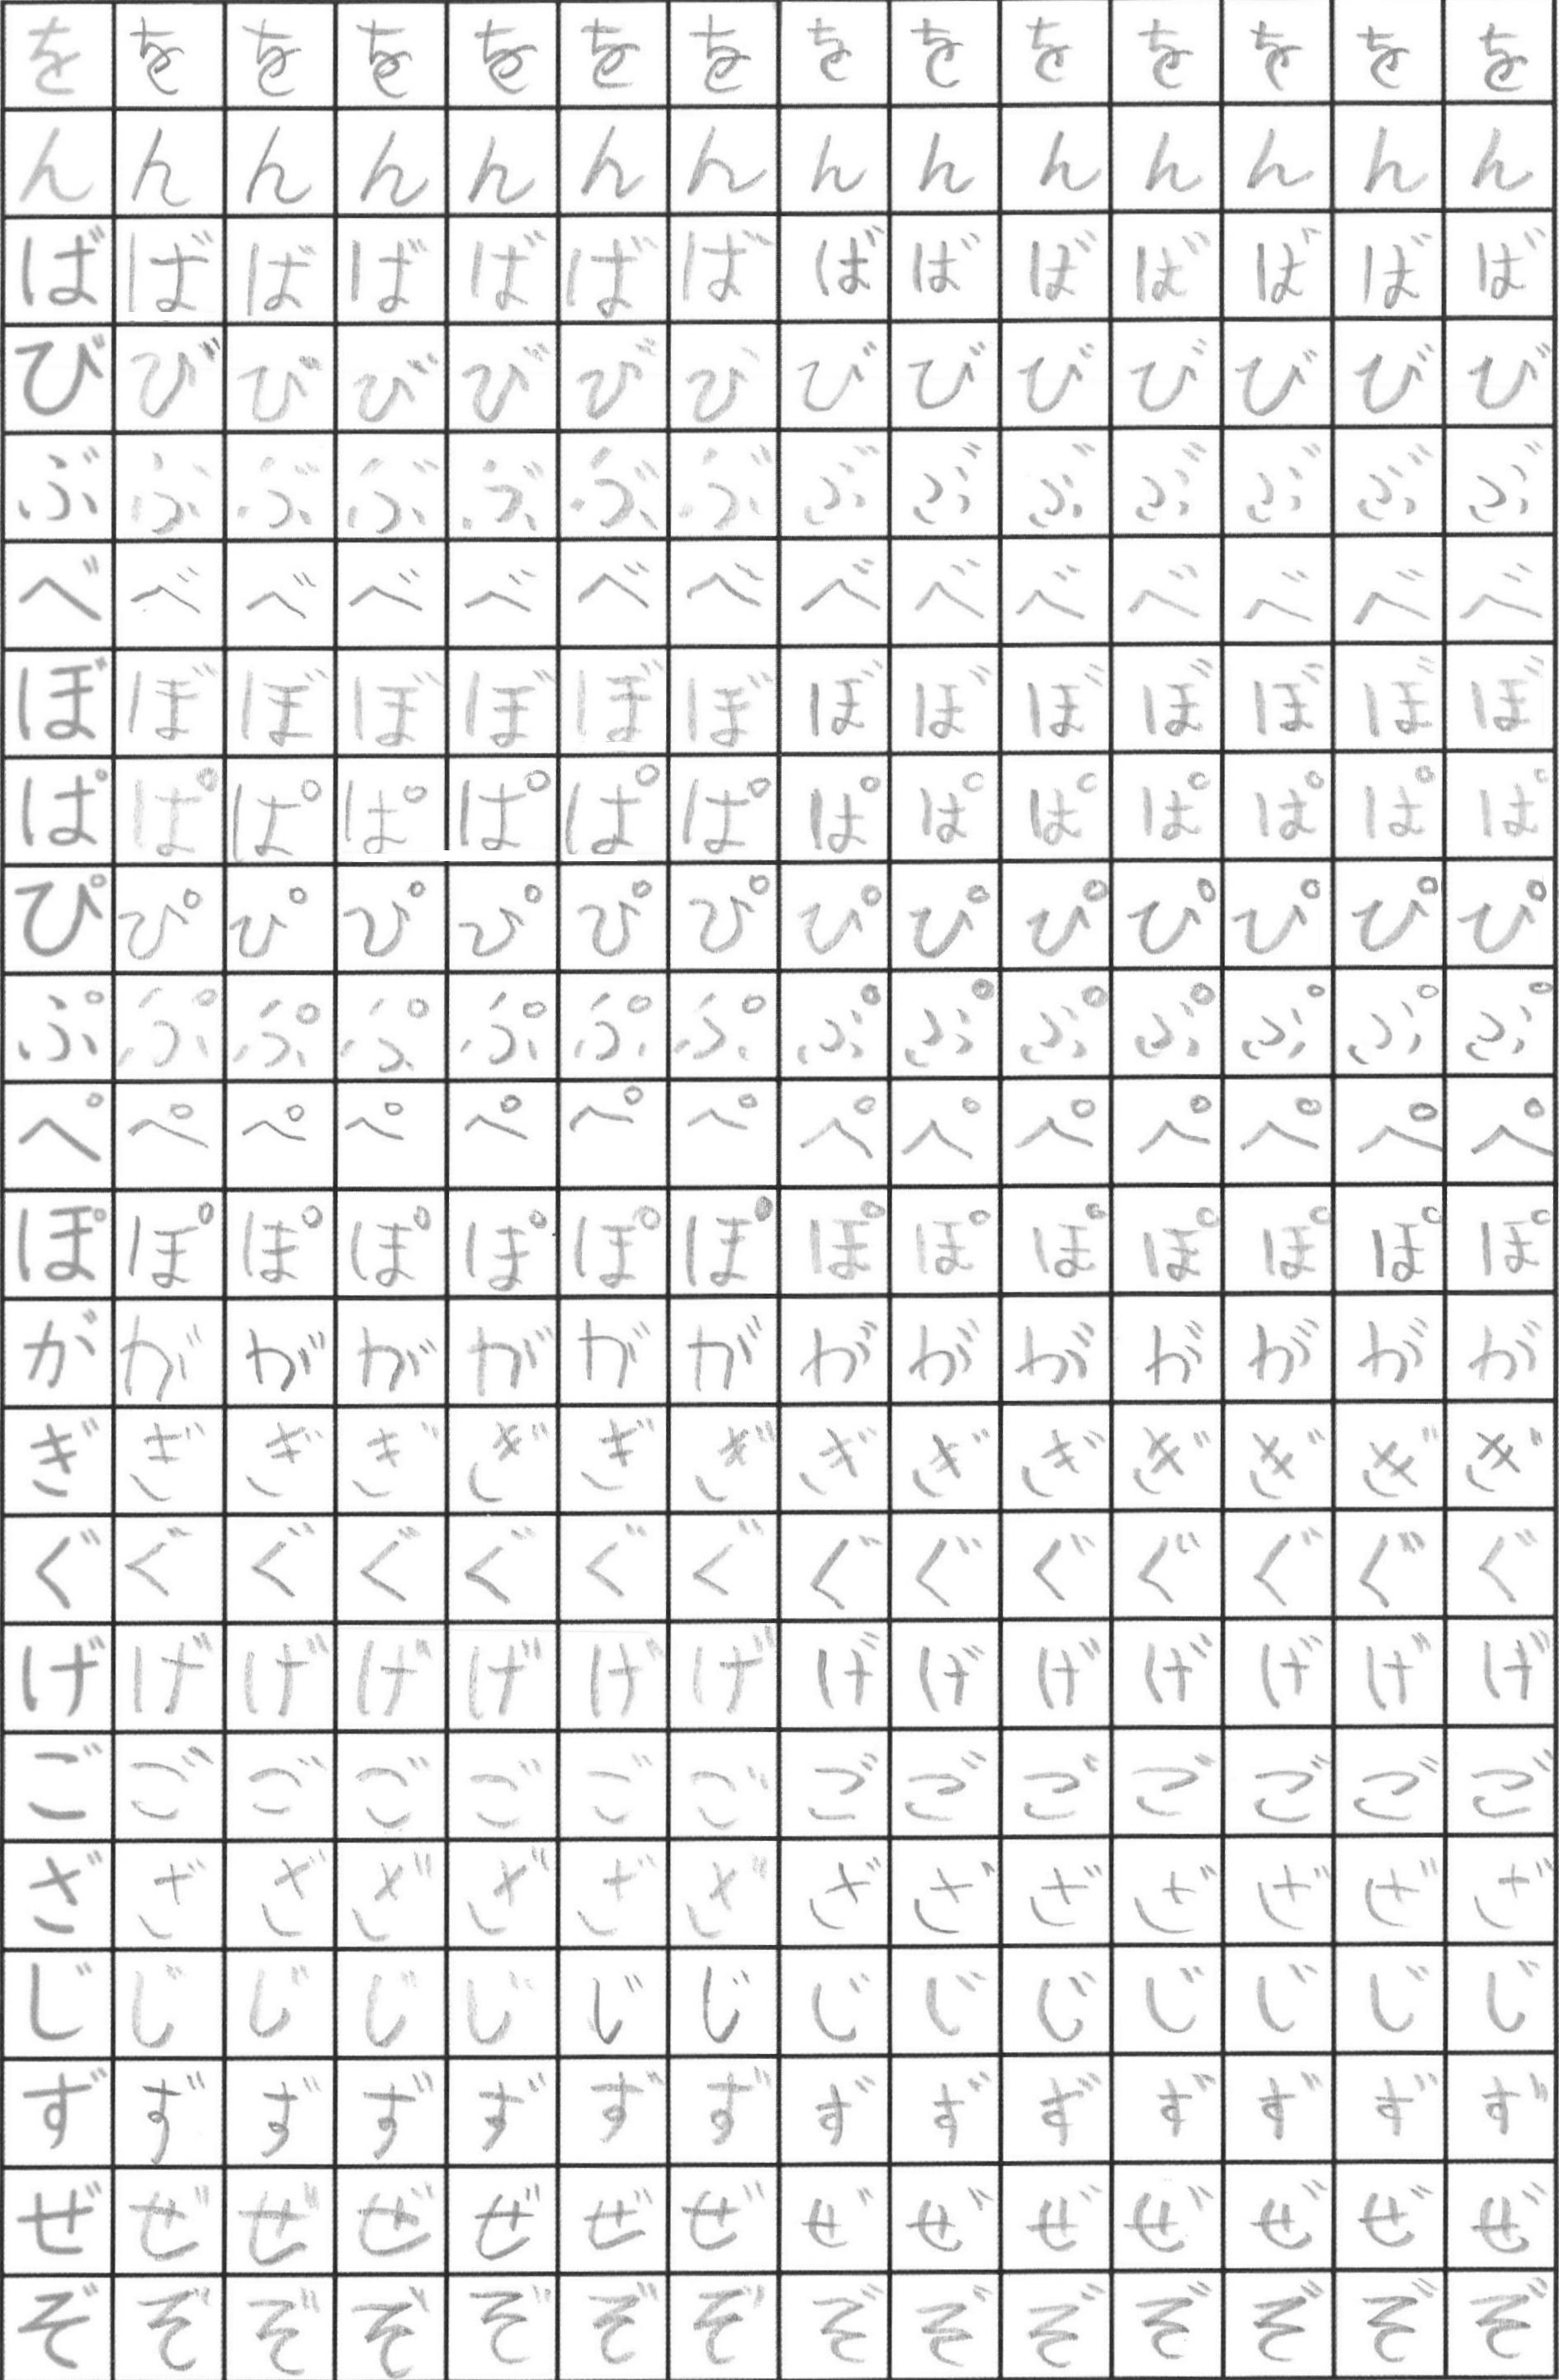 を を を を を を を を を を を を を を
ん ん ん ん ん ん ん ん ん ん ん ん ん ん
ば ば ば ば ば ば ば ば ば ば ば ば ば ば
び び び び び び び び び び び び び び
ぶ ぶ ぶ ぶ ぶ ぶ ぶ ぶ ぶ ぶ ぶ ぶ ぶ ぶ
べ べ べ べ べ べ べ べ べ べ べ べ べ べ
ぼ ぼ ぼ ぼ ぼ ぼ ぼ ぼ ぼ ぼ ぼ ぼ ぼ ぼ
ぱ ぱ ぱ ぱ ぱ ぱ ぱ ぱ ぱ ぱ ぱ ぱ ぱ ぱ
ぴ ぴ ぴ ぴ ぴ ぴ ぴ ぴ ぴ ぴ ぴ ぴ ぴ ぴ
ぷ ぷ ぷ ぷ ぷ ぷ ぷ ぷ ぷ ぷ ぷ ぷ ぷ ぷ
ぺ ぺ ぺ ぺ ぺ ぺ ぺ ぺ ぺ ぺ ぺ ぺ ぺ ぺ
ぽ ぽ ぽ ぽ ぽ ぽ ぽ ぽ ぽ ぽ ぽ ぽ ぽ ぽ
が が が が が が が が が が が が が が
ぎ ぎ ぎ ぎ ぎ ぎ ぎ ぎ ぎ ぎ ぎ ぎ ぎ ぎ
ぐ ぐ ぐ ぐ ぐ ぐ ぐ ぐ ぐ ぐ ぐ ぐ ぐ ぐ
げ げ げ げ げ げ げ げ げ げ げ げ げ げ
ご ご ご ご ご ご ご ご ご ご ご ご ご ご
ざ ざ ざ ざ ざ ざ ざ ざ ざ ざ ざ ざ ざ ざ
じ じ じ じ じ じ じ じ じ じ じ じ じ じ
ず ず ず ず ず ず ず ず ず ず ず ず ず ず
ぜ ぜ ぜ ぜ ぜ ぜ ぜ ぜ ぜ ぜ ぜ ぜ ぜ ぜ
ぞ ぞ ぞ ぞ ぞ ぞ ぞ ぞ ぞ ぞ ぞ ぞ ぞ ぞ